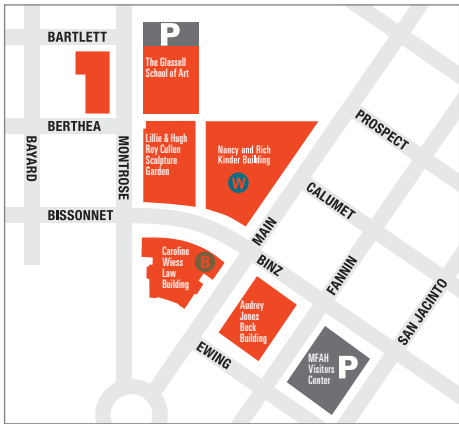 BARTLETT
P
The Glassell
School of Art
BERTHEA
BAYARD
MONTROSE
Lillie & Hugh
Roy Cullen
Sculpture
Garden
Nancy and Rich
Kinder Building
W
PROSPECT
CALUMET
BISSONNET
MAIN
BINZ
FANNIN
SAN JACINTO
Caroline
Wiess
Law
Building
B
Audrey
Jones
Beck
Building
EWING
MFAH
Visitors
Center
P